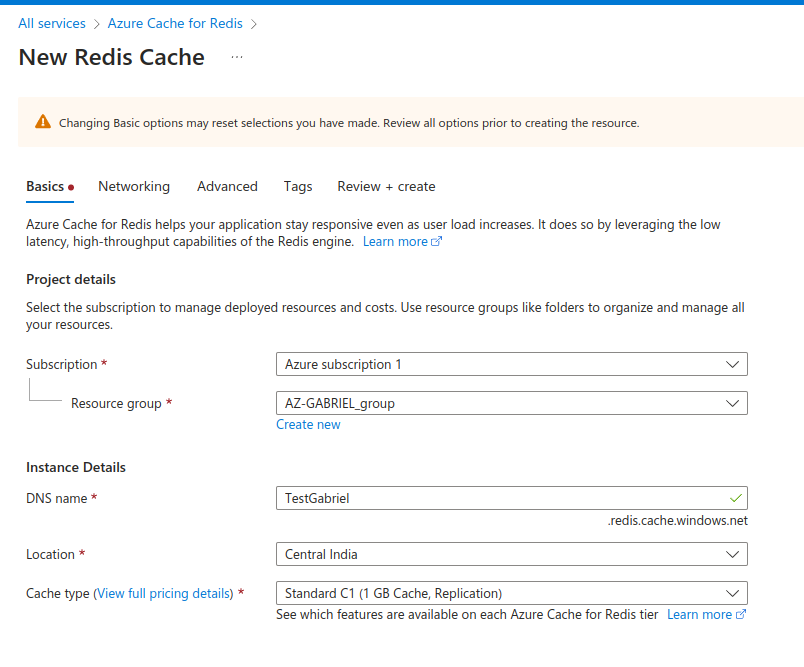 All services > Azure Cache for Redis >
New Redis Cache ...
Changing Basic options may reset selections you have made. Review all options prior to creating the resource.
Basics Networking Advanced Tags Review + create
Azure Cache for Redis helps your application stay responsive even as user load increases. It does so by leveraging the low
latency, high-throughput capabilities of the Redis engine. Learn more
Project details
Select the subscription to manage deployed resources and costs. Use resource groups like folders to organize and manage all
your resources.
Subscription * Azure subscription 1
Resource group * AZ-GABRIEL_group
Create new
Instance Details
DNS name * TestGabriel
.redis.cache.windows.net
Location * Central India
Cache type (View full pricing details) * Standard C1 (1 GB Cache, Replication)
See which features are available on each Azure Cache for Redis tier Learn more